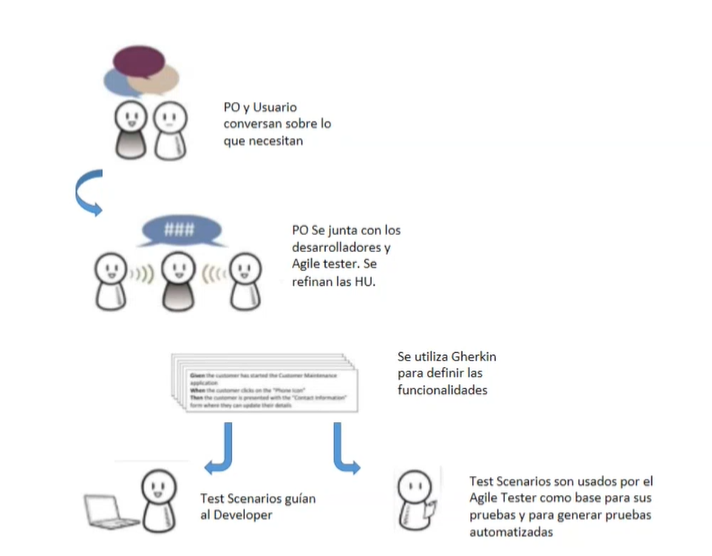 PO y Usuario
conversan sobre lo
que necesitan
###
PO Se junta con los
desarrolladores y
Agile tester. Se
refinan las HU.
Se utiliza Gherkin
para definir las
funcionalidades
Given the customer has started the Customer Maintenance
application
When the customer clicks on the "Phone Icon"
Then the customer is presented with the "Contact Information"
form where they can update their details
Test Scenarios guían
al Developer
Test Scenarios son usados por el
Agile Tester como base para sus
pruebas y para generar pruebas
automatizadas